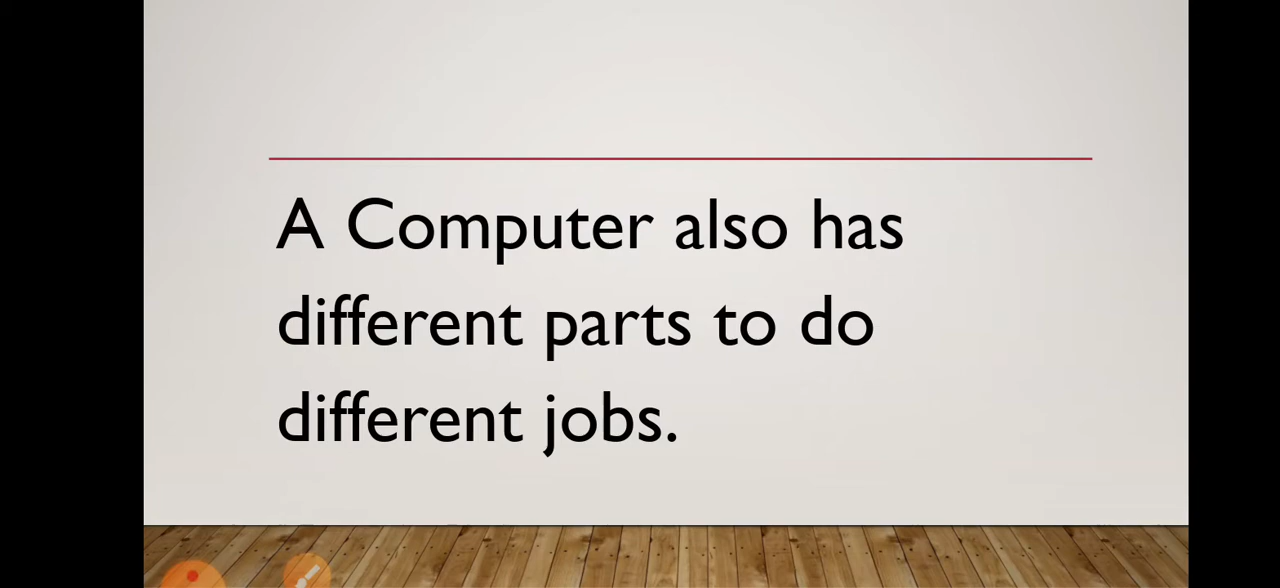 A Computer also has
different parts to do
different jobs.